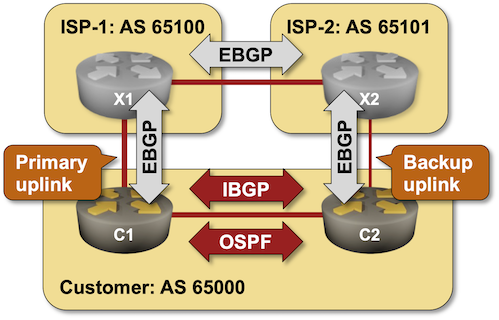 ISP-1: AS 65100
ISP-2: AS 65101
EBGP
X1
X2
EBGP
EBGP
Primary
uplink
Backup
uplink
IBGP
C1
C2
OSPF
Customer: AS 65000